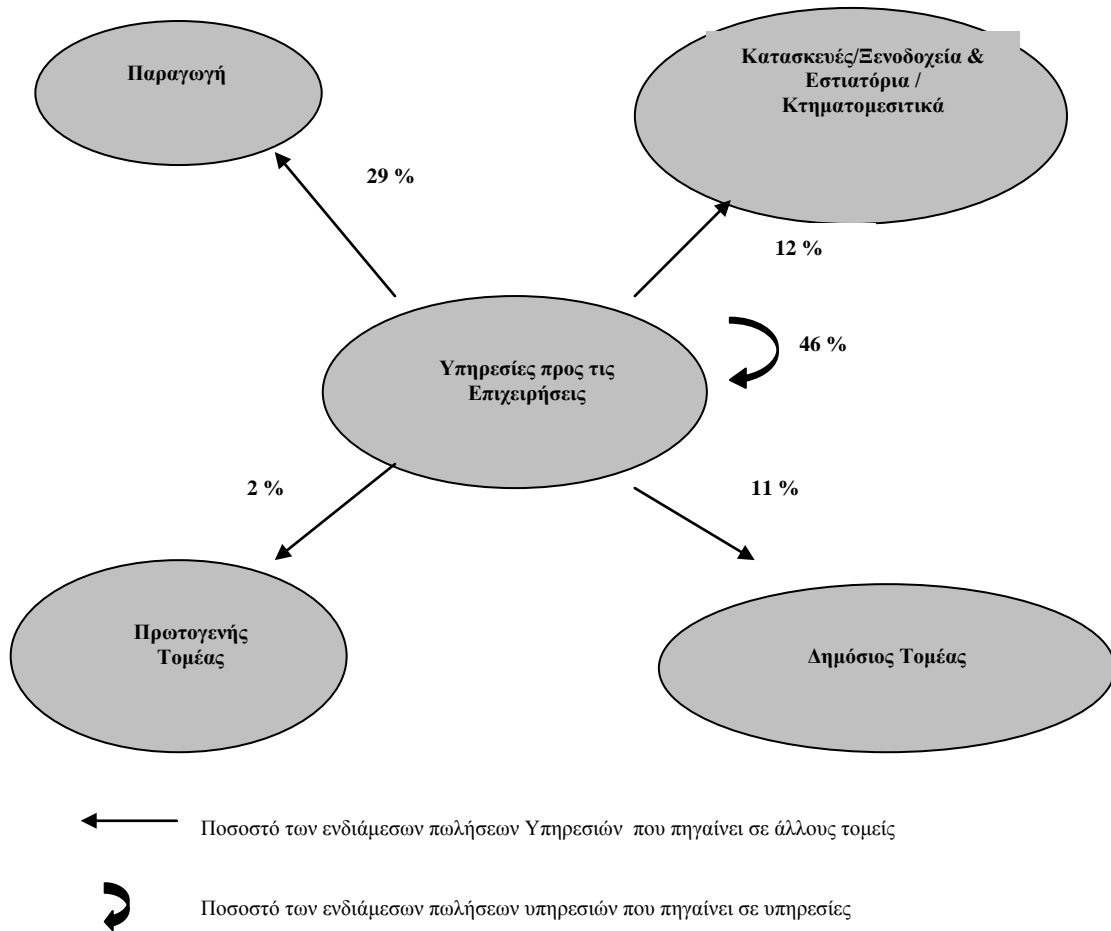 Παραγωγή
Κατασκευές/Ξενοδοχεία &
Εστιατόρια /
Κτηματομεσιτικά
29 %
12 %
46 %
Υπηρεσίες προς τις
Επιχειρήσεις
2 %
11 %
Πρωτογενής
Τομέας
Δημόσιος Τομέας
Ποσοστό των ενδιάμεσων πωλήσεων Υπηρεσιών που πηγαίνει σε άλλους τομείς
Ποσοστό των ενδιάμεσων πωλήσεων υπηρεσιών που πηγαίνει σε υπηρεσίες